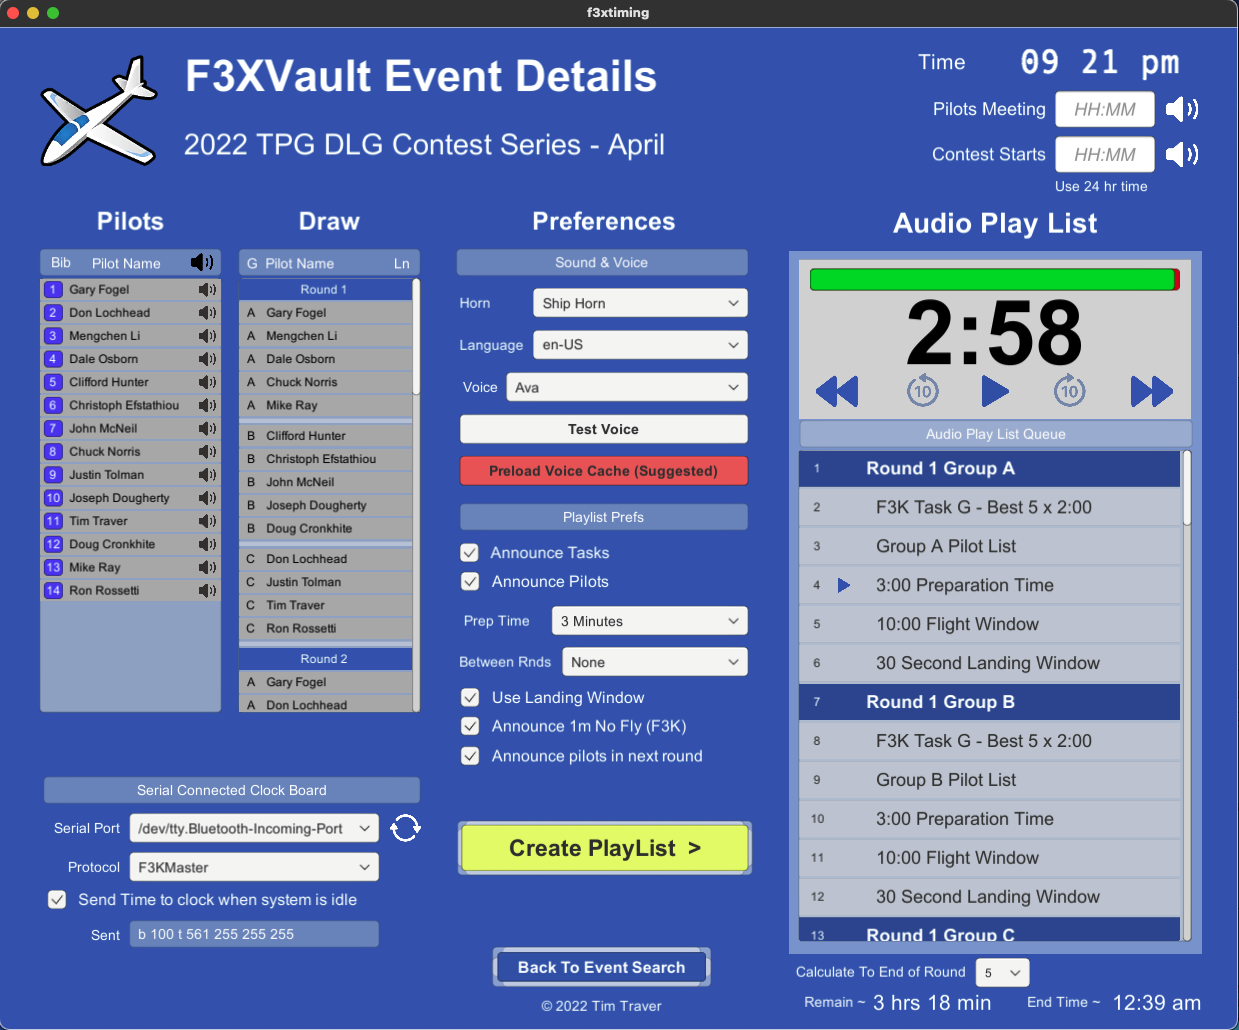 f3xtiming
F3XVault Event Details
2022 TPG DLG Contest Series - April
Time 09 21 pm
Pilots Meeting HH:MM
Contest Starts HH:MM
Use 24 hr time
Pilots
Bib Pilot Name
1 Gary Fogel
2 Don Lochhead
3 Mengchen Li
4 Dale Osborn
5 Clifford Hunter
6 Christoph Efstathiou
7 John McNeil
8 Chuck Norris
9 Justin Tolman
10 Joseph Dougherty
11 Tim Traver
12 Doug Cronkhite
13 Mike Ray
14 Ron Rossetti
Draw
G Pilot Name Ln
Round 1
A Gary Fogel
A Mengchen Li
A Dale Osborn
A Chuck Norris
A Mike Ray
B Clifford Hunter
B Christoph Efstathiou
B John McNeil
B Joseph Dougherty
B Doug Cronkhite
C Don Lochhead
C Justin Tolman
C Tim Traver
C Ron Rossetti
Round 2
A Gary Fogel
A Don Lochhead
Serial Connected Clock Board
Serial Port /dev/tty.Bluetooth-Incoming-Port
Protocol F3KMaster
Send Time to clock when system is idle
Sent b 100 t 561 255 255 255
Preferences
Sound & Voice
Horn Ship Horn
Language en-US
Voice Ava
Test Voice
Preload Voice Cache (Suggested)
Playlist Prefs
Announce Tasks
Announce Pilots
Prep Time 3 Minutes
Between Rnds None
Use Landing Window
Announce 1m No Fly (F3K)
Announce pilots in next round
Create PlayList >
Back To Event Search
© 2022 Tim Traver
Audio Play List
2:58
10 10
Audio Play List Queue
1 Round 1 Group A
2 F3K Task G - Best 5 x 2:00
3 Group A Pilot List
4 3:00 Preparation Time
5 10:00 Flight Window
6 30 Second Landing Window
7 Round 1 Group B
8 F3K Task G - Best 5 x 2:00
9 Group B Pilot List
10 3:00 Preparation Time
11 10:00 Flight Window
12 30 Second Landing Window
13 Round 1 Group C
Calculate To End of Round 5
Remain ~ 3 hrs 18 min End Time ~ 12:39 am